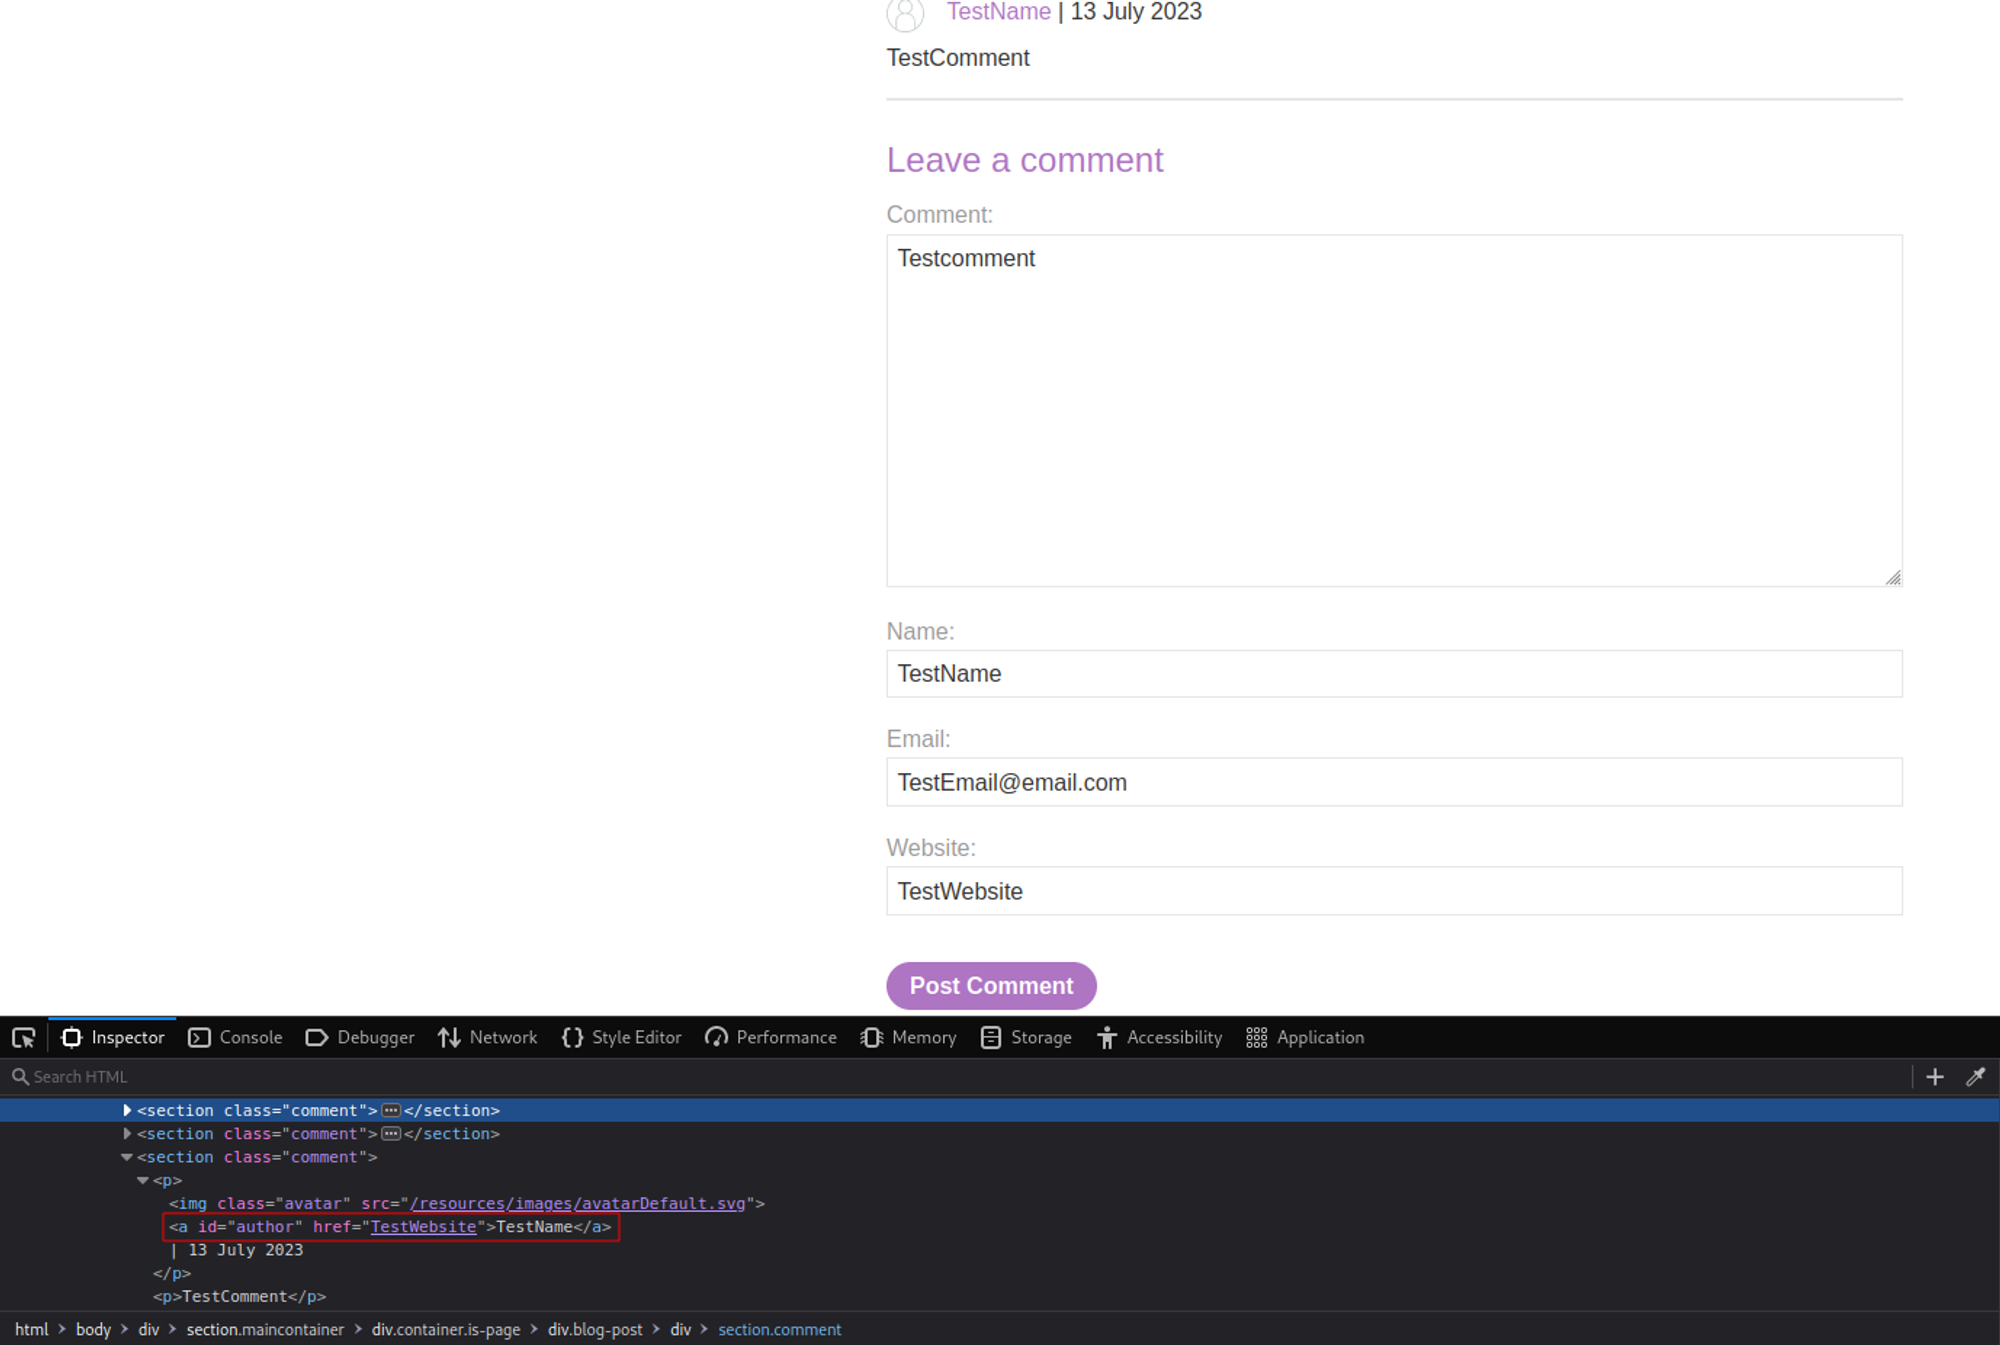 TestName | 13 July 2023
TestComment
Leave a comment
Comment:
Testcomment
Name:
TestName
Email:
TestEmail@email.com
Website:
TestWebsite
Post Comment
Inspector Console Debugger Network Style Editor Performance Memory Storage Accessibility Application
Search HTML
<section class="comment"> ••• </section>
<section class="comment"> ••• </section>
<section class="comment">
<p>
<img class="avatar" src="/resources/images/avatarDefault.svg">
<a id="author" href="TestWebsite">TestName</a>
| 13 July 2023
</p>
<p>TestComment</p>
html > body > div > section.maincontainer > div.container.is-page > div.blog-post > div > section.comment